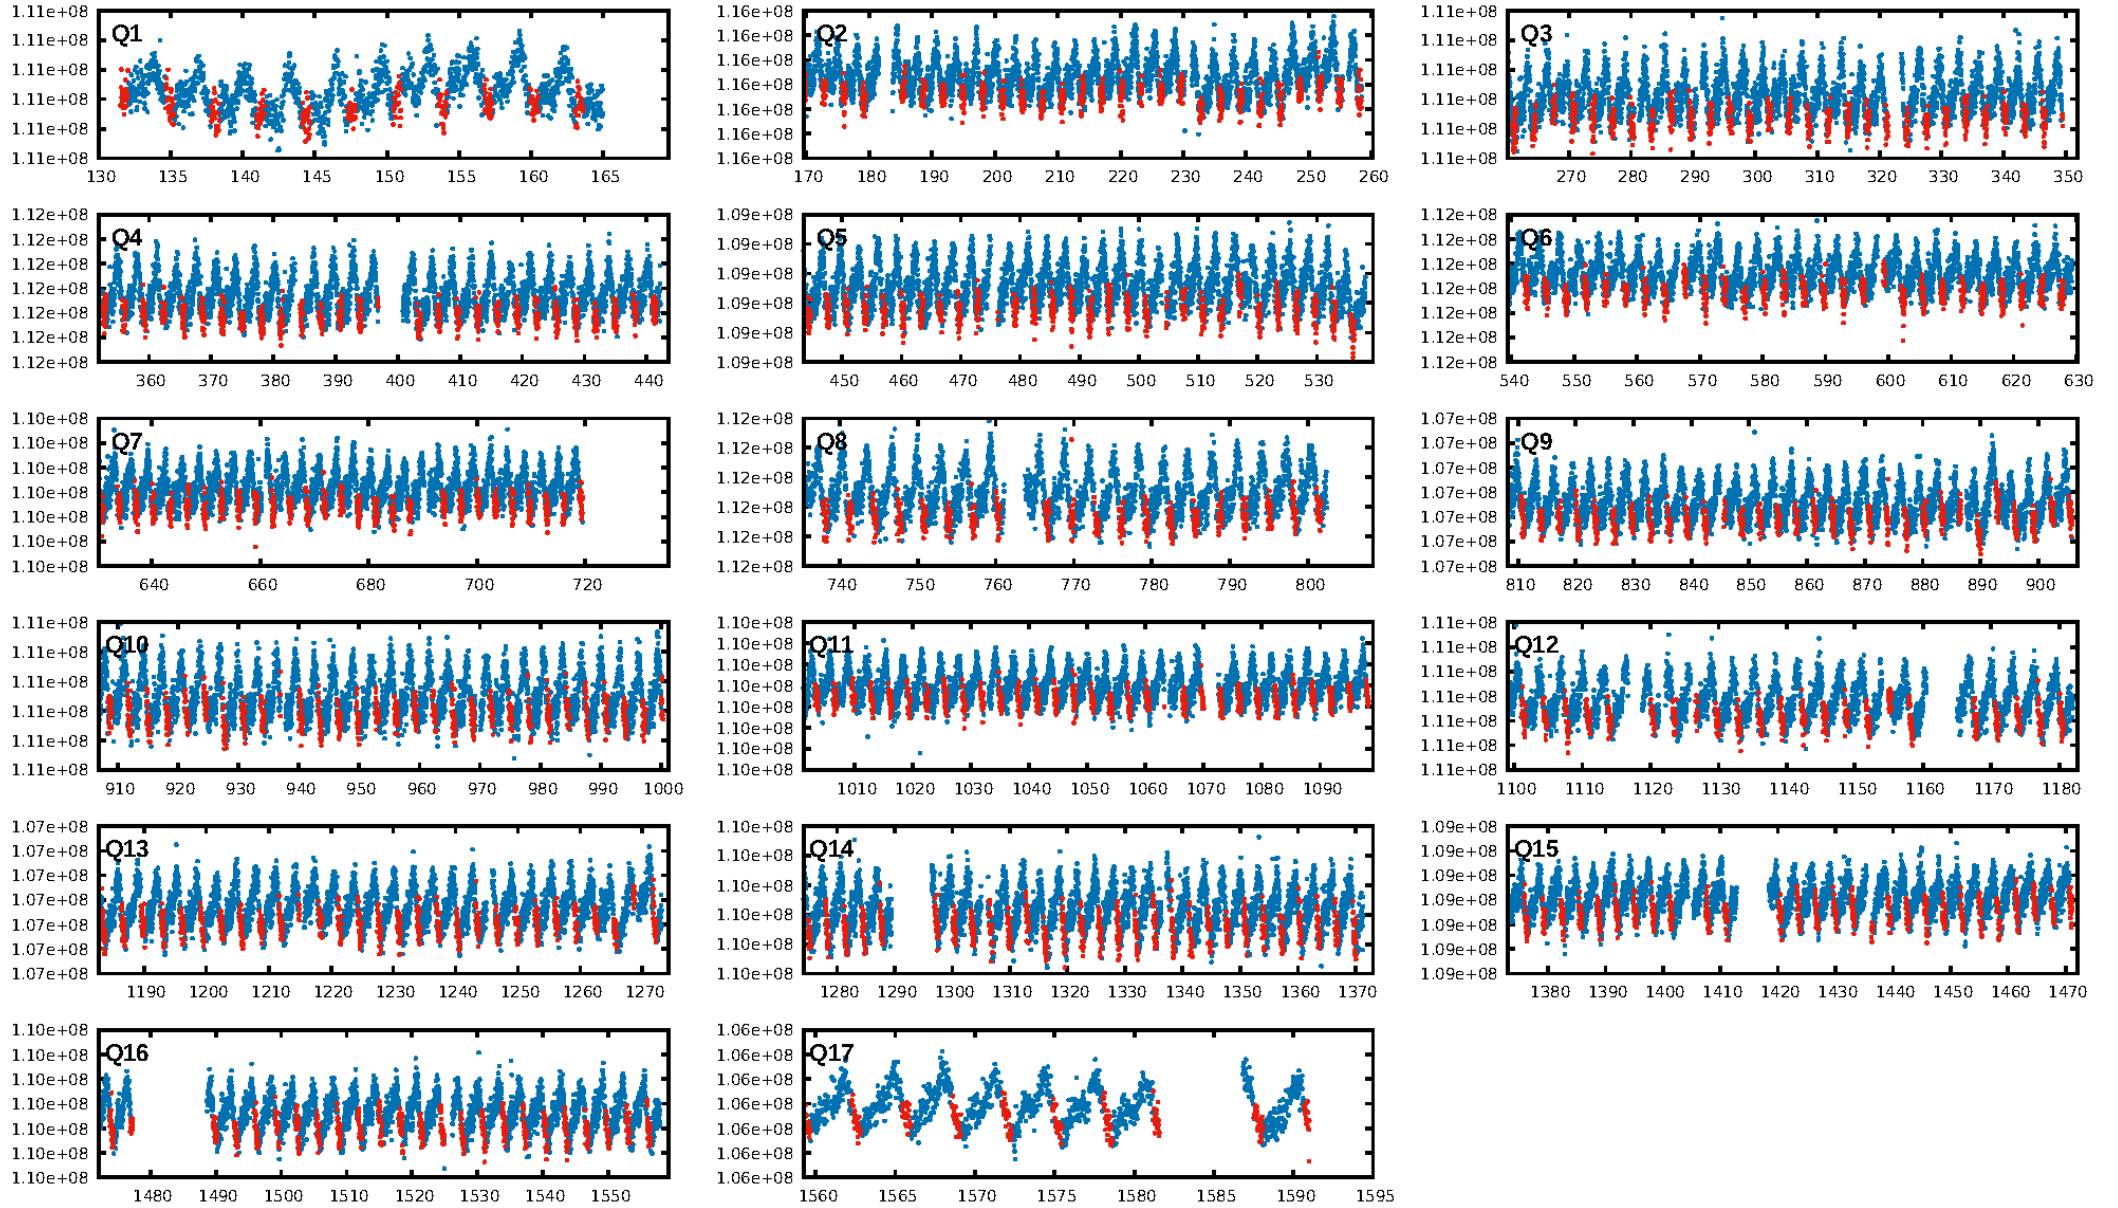 1.11e+08 1.11e+08 1.11e+08 1.11e+08 1.11e+08 1.11e+08
Q1
130 135 140 145 150 155 160 165
1.16e+08 1.16e+08 1.16e+08 1.16e+08 1.16e+08 1.16e+08 1.16e+08
Q2
170 180 190 200 210 220 230 240 250 260
1.11e+08 1.11e+08 1.11e+08 1.11e+08 1.11e+08 1.11e+08
Q3
270 280 290 300 310 320 330 340 350
1.12e+08 1.12e+08 1.12e+08 1.12e+08 1.12e+08 1.12e+08 1.12e+08
Q4
360 370 380 390 400 410 420 430 440
1.09e+08 1.09e+08 1.09e+08 1.09e+08 1.09e+08 1.09e+08
Q5
450 460 470 480 490 500 510 520 530
1.12e+08 1.12e+08 1.12e+08 1.12e+08 1.12e+08 1.12e+08 1.12e+08
Q6
540 550 560 570 580 590 600 610 620 630
1.10e+08 1.10e+08 1.10e+08 1.10e+08 1.10e+08 1.10e+08 1.10e+08
Q7
640 660 680 700 720
1.12e+08 1.12e+08 1.12e+08 1.12e+08 1.12e+08 1.12e+08
Q8
740 750 760 770 780 790 800
1.07e+08 1.07e+08 1.07e+08 1.07e+08 1.07e+08 1.07e+08 1.07e+08
Q9
810 820 830 840 850 860 870 880 890 900
1.11e+08 1.11e+08 1.11e+08 1.11e+08 1.11e+08 1.11e+08
Q10
910 920 930 940 950 960 970 980 990 1000
1.10e+08 1.10e+08 1.10e+08 1.10e+08 1.10e+08 1.10e+08 1.10e+08 1.10e+08
Q11
1010 1020 1030 1040 1050 1060 1070 1080 1090
1.11e+08 1.11e+08 1.11e+08 1.11e+08 1.11e+08 1.11e+08 1.11e+08
Q12
1100 1110 1120 1130 1140 1150 1160 1170 1180
1.07e+08 1.07e+08 1.07e+08 1.07e+08 1.07e+08 1.07e+08 1.07e+08
Q13
1190 1200 1210 1220 1230 1240 1250 1260 1270
1.10e+08 1.10e+08 1.10e+08 1.10e+08 1.10e+08 1.10e+08
Q14
1280 1290 1300 1310 1320 1330 1340 1350 1360 1370
1.09e+08 1.09e+08 1.09e+08 1.09e+08 1.09e+08 1.09e+08 1.09e+08
Q15
1380 1390 1400 1410 1420 1430 1440 1450 1460 1470
1.10e+08 1.10e+08 1.10e+08 1.10e+08 1.10e+08 1.10e+08 1.10e+08
Q16
1480 1490 1500 1510 1520 1530 1540 1550
1.06e+08 1.06e+08 1.06e+08 1.06e+08 1.06e+08 1.06e+08 1.06e+08
Q17
1560 1565 1570 1575 1580 1585 1590 1595